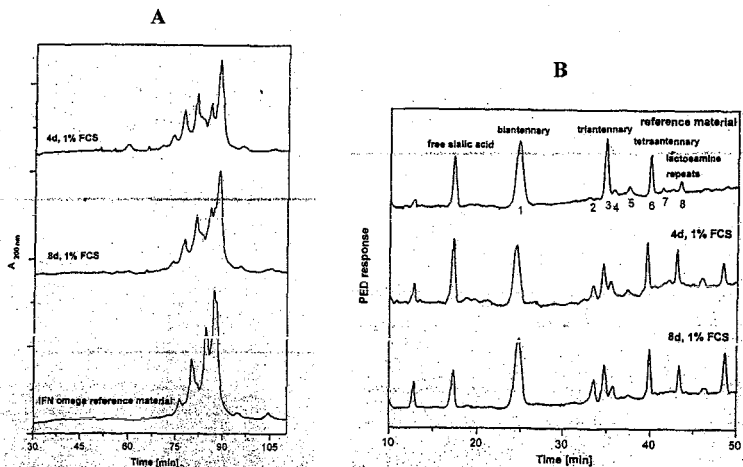 A
4d, 1% FCS
8d, 1% FCS
IFN omega reference material
A 200 nm
30 45 60 75 90 105
Time [min]
B
reference material
free sialic acid
biantennary
triantennary
tetraantennary
lactosamine
repeats
1 2 3 4 5 6 7 8
4d, 1% FCS
8d, 1% FCS
PED response
10 20 30 40 50
Time [min]